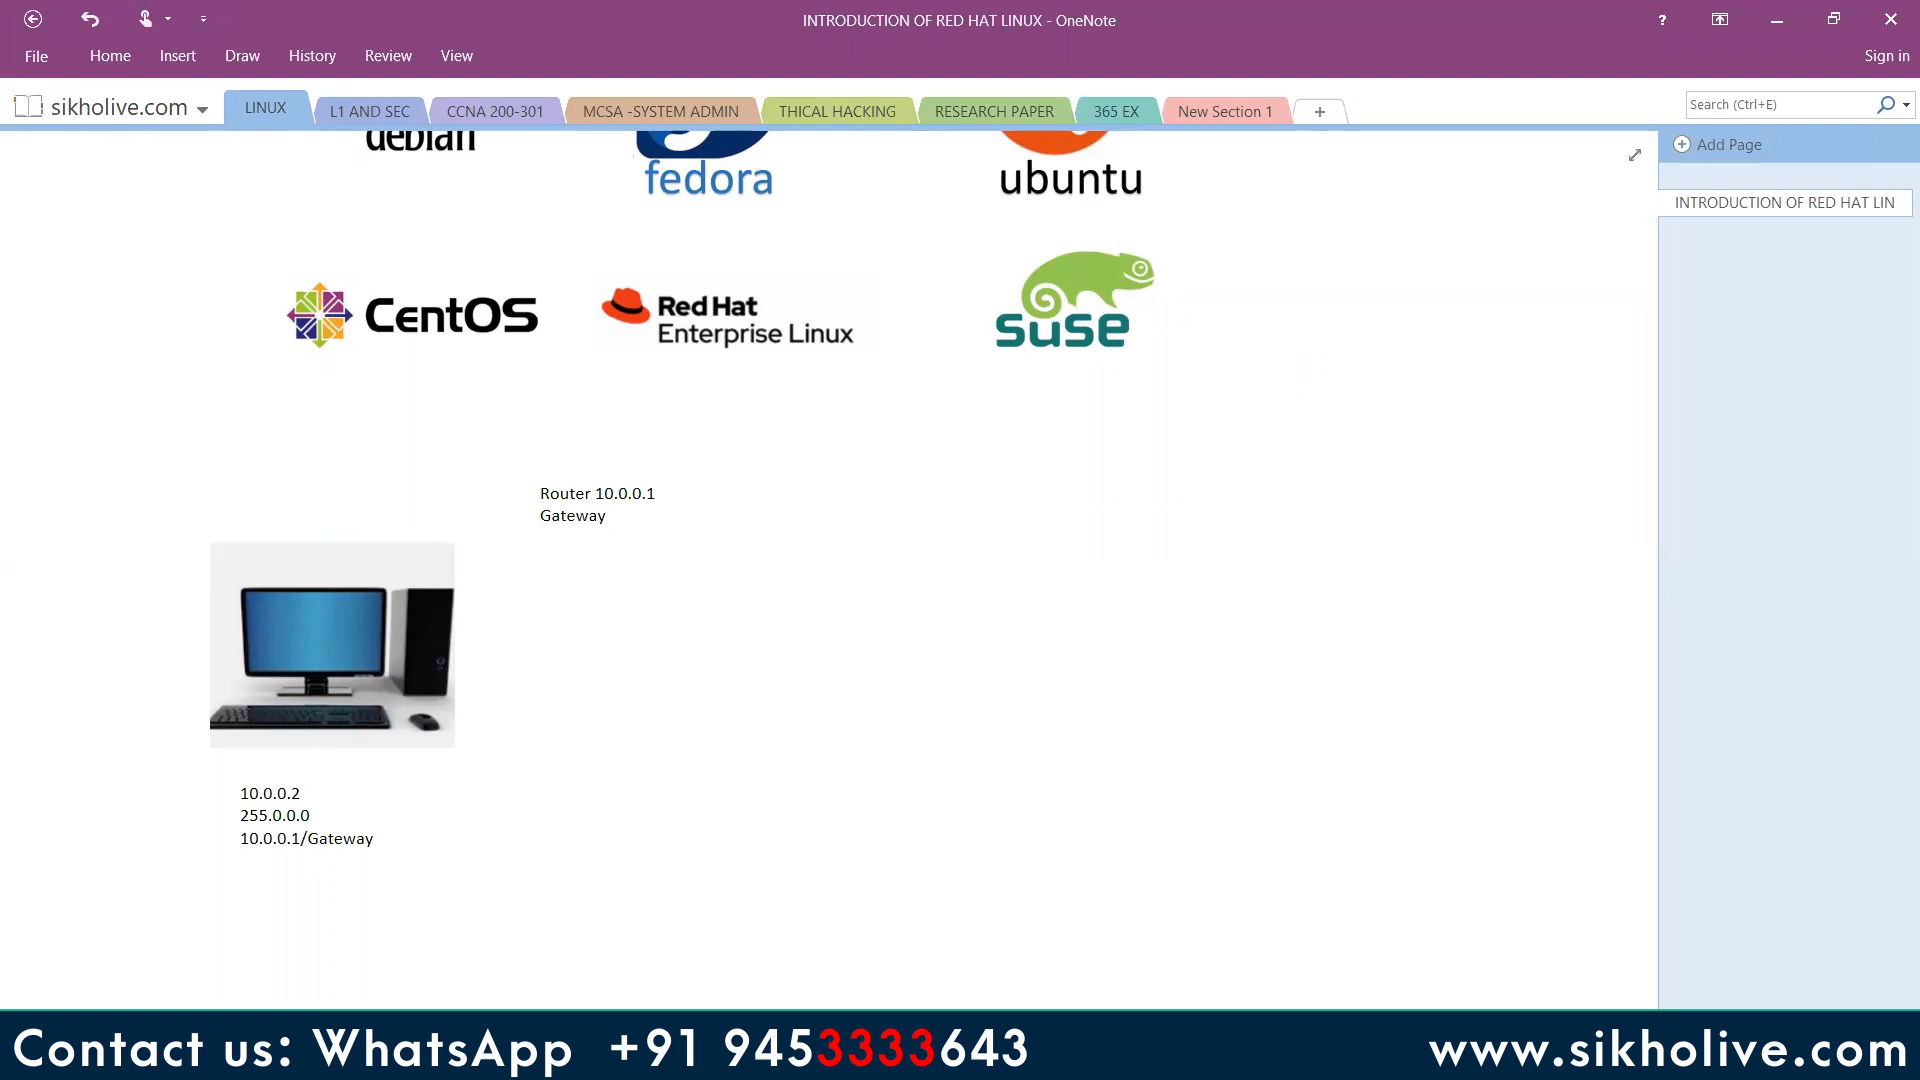 INTRODUCTION OF RED HAT LINUX - OneNote
?
File Home Insert Draw History Review View Sign in
sikholive.com LINUX L1 AND SEC CCNA 200-301 MCSA -SYSTEM ADMIN THICAL HACKING RESEARCH PAPER 365 EX New Section 1 + Search (Ctrl+E)
Add Page
debian
fedora ubuntu
INTRODUCTION OF RED HAT LIN
CentOS Red Hat Enterprise Linux SUSE
Router 10.0.0.1
Gateway
10.0.0.2
255.0.0.0
10.0.0.1/Gateway
Contact us: WhatsApp +91 9453333643 www.sikholive.com